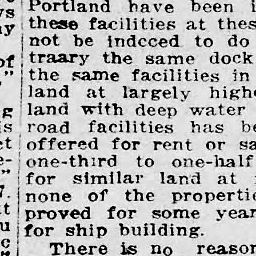 Portland have been
these facilities at thes
not be indcced to do
traary the same dock
the same facilities in
land at largely highe
land with deep water
road facilities has be
offered for rent or sa
one-third to one-half
for similar land at
none of the propertie
proved for some year
for ship building.
There is no reason